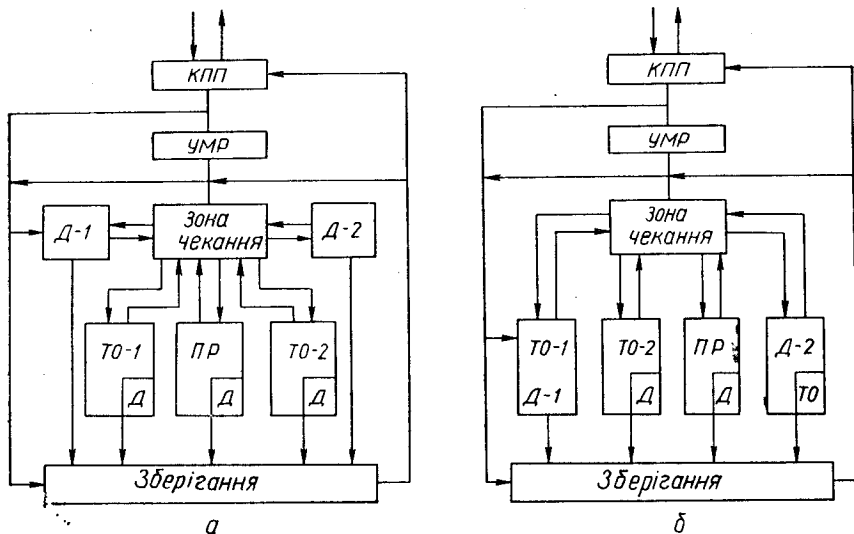 КПП
УМР
Д-1
Зона
чекання
Д-2
ТО-1
Д
ПР
Д
ТО-2
Д
Зберігання
а
КПП
УМР
Зона
чекання
ТО-1
Д-1
ТО-2
Д
ПР
Д
Д-2
ТО
Зберігання
б